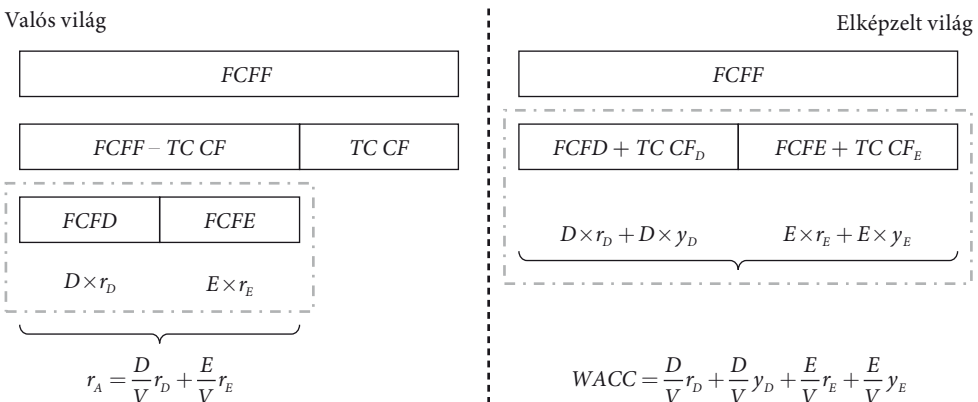 Valós világ
FCFF
FCFF – TC CF TC CF
FCFD FCFE
D×r_D E×r_E
r_A = D/V r_D + E/V r_E
Elképzelt világ
FCFF
FCFD + TC CF_D FCFE + TC CF_E
D×r_D + D×y_D E×r_E + E×y_E
WACC = D/V r_D + D/V y_D + E/V r_E + E/V y_E